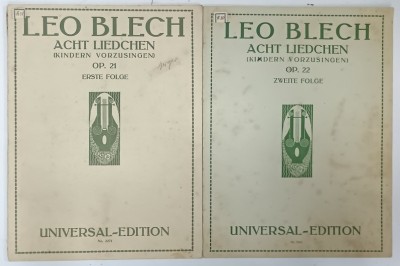 LEO BLECH
ACHT LIEDCHEN
(KINDERN VORZUSINGEN)
OP. 21
ERSTE FOLGE
UNIVERSAL-EDITION
LEO BLECH
ACHT LIEDCHEN
(KINDERN VORZUSINGEN)
OP. 22
ZWEITE FOLGE
UNIVERSAL-EDITION